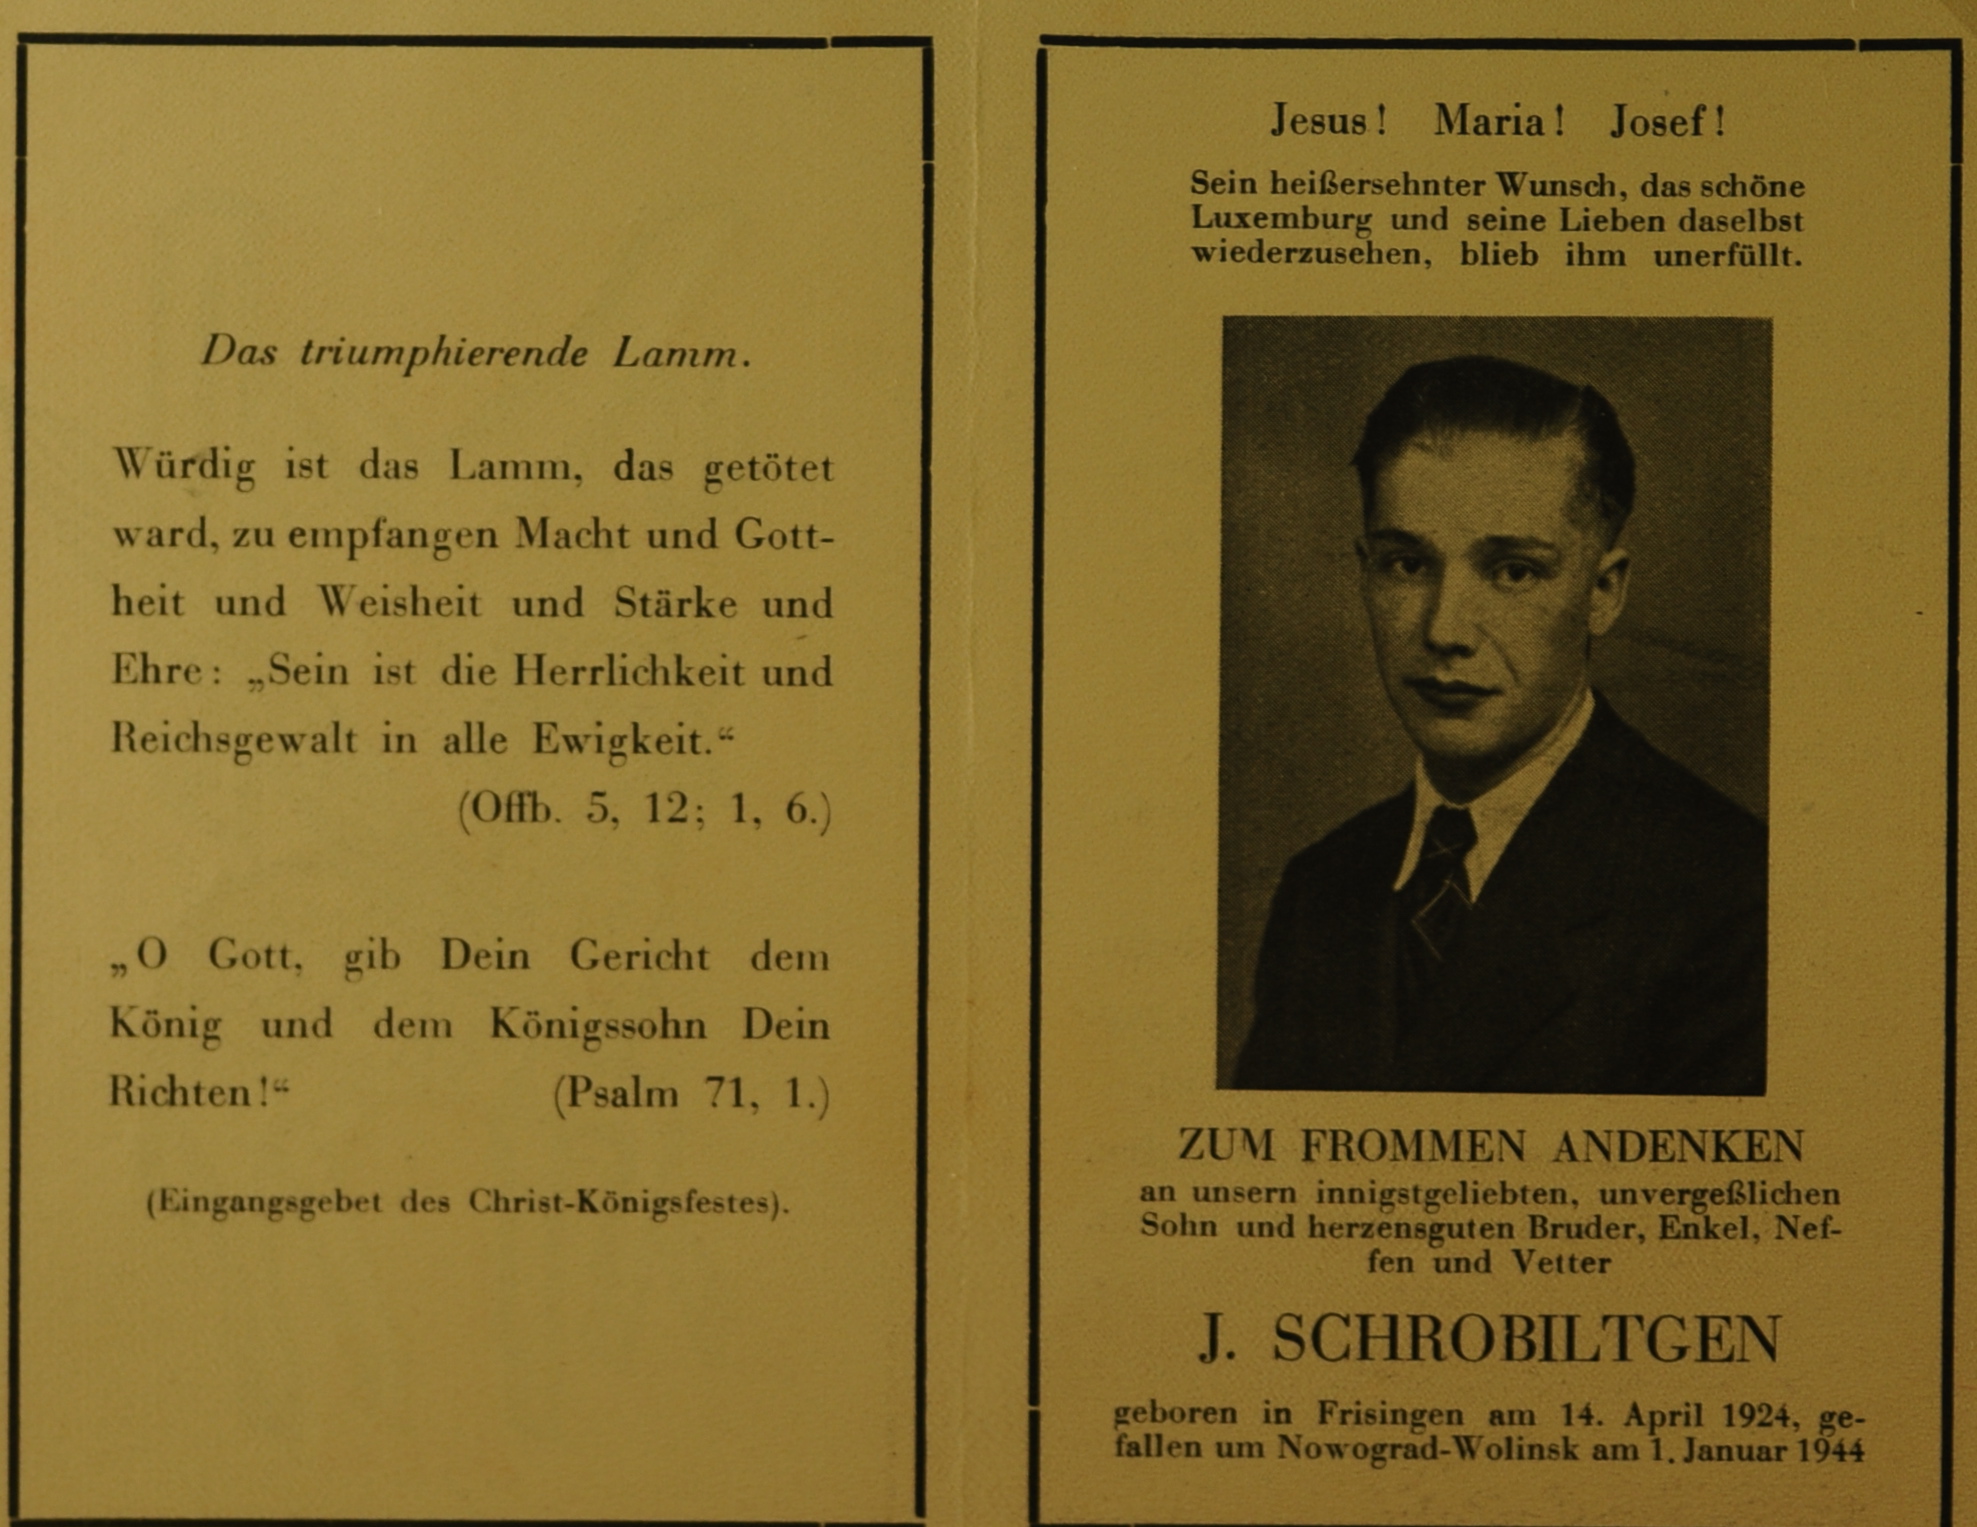 Das triumphierende Lamm.
Würdig ist das Lamm, das getötet
ward, zu empfangen Macht und Gott-
heit und Weisheit und Stärke und
Ehre: „Sein ist die Herrlichkeit und
Reichsgewalt in alle Ewigkeit.“
(Offb. 5, 12; 1, 6.)
„O Gott, gib Dein Gericht dem
König und dem Königssohn Dein
Richten!“ (Psalm 71, 1.)
(Eingangsgebet des Christ-Königsfestes).
Jesus! Maria! Josef!
Sein heißersehnter Wunsch, das schöne
Luxemburg und seine Lieben daselbst
wiederzusehen, blieb ihm unerfüllt.
ZUM FROMMEN ANDENKEN
an unsern innigstgeliebten, unvergeßlichen
Sohn und herzensguten Bruder, Enkel, Nef-
fen und Vetter
J. SCHROBILTGEN
geboren in Frisingen am 14. April 1924, ge-
fallen um Nowograd-Wolinsk am 1. Januar 1944